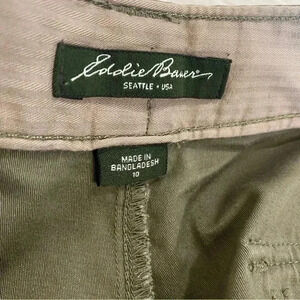 Eddie Bauer
SEATTLE • USA
MADE IN
BANGLADESH
10